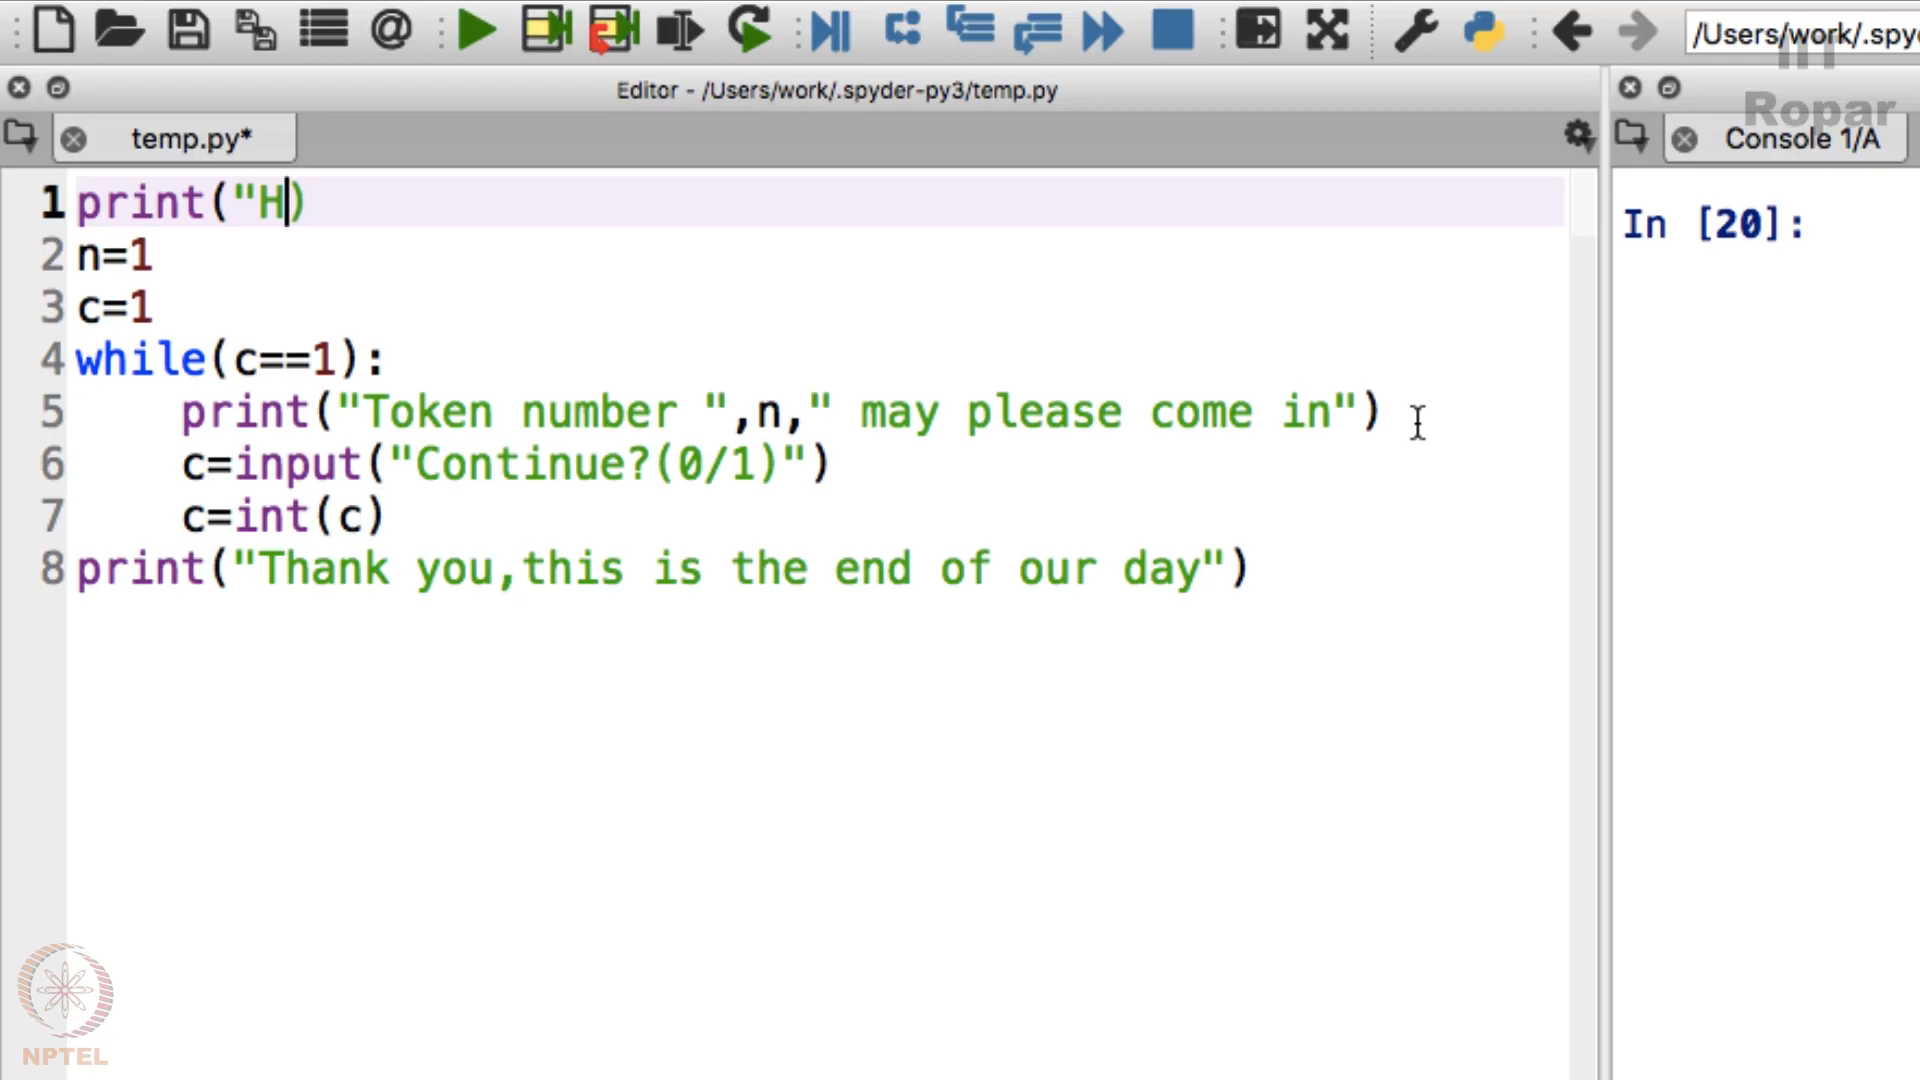 /Users/work/.spy
Editor - /Users/work/.spyder-py3/temp.py
Ropar
temp.py*
Console 1/A
1 print("H)
2 n=1
3 c=1
4 while(c==1):
5     print("Token number ",n," may please come in")
6     c=input("Continue?(0/1)")
7     c=int(c)
8 print("Thank you,this is the end of our day")
In [20]:
NPTEL